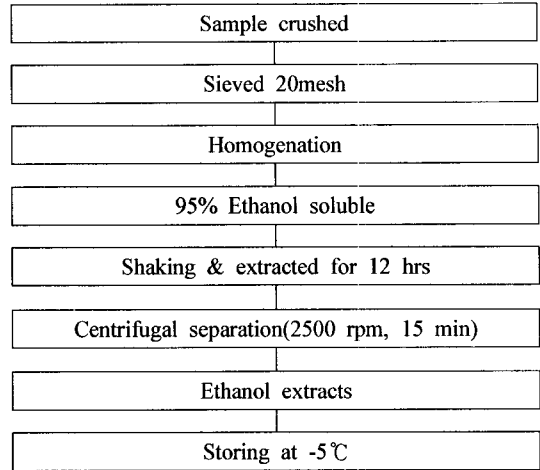 Sample crushed
Sieved 20mesh
Homogenation
95% Ethanol soluble
Shaking & extracted for 12 hrs
Centrifugal separation(2500 rpm, 15 min)
Ethanol extracts
Storing at -5℃